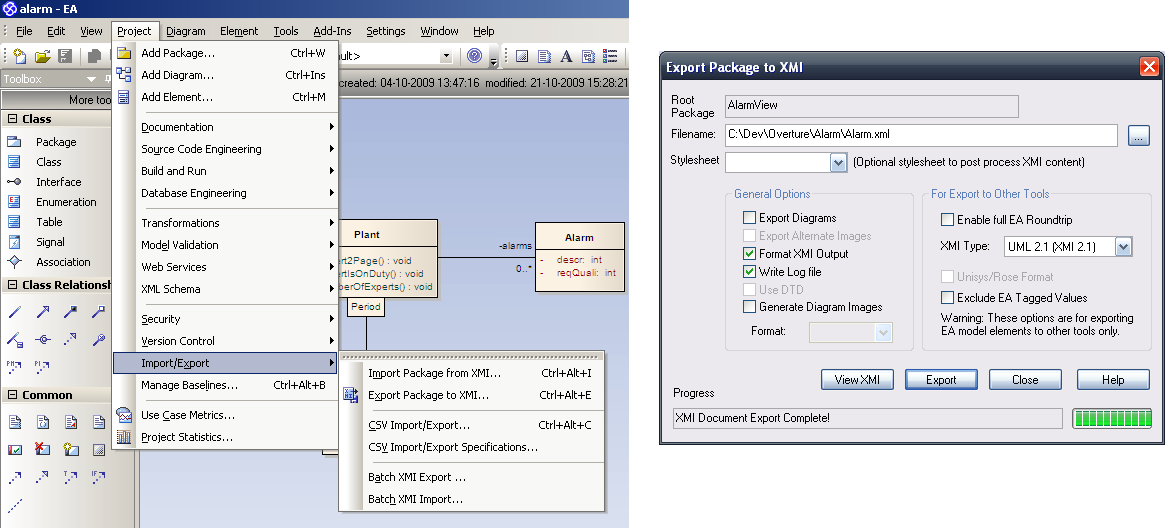 alarm - EA
File Edit View Project Diagram Element Tools Add-Ins Settings Window Help
ult>
Toolbox
created: 04-10-2009 13:47:16 modified: 21-10-2009 15:28:21
More too
Class
Package
Class
Interface
Enumeration
Table
Signal
Association
Class Relationsh
Common
Add Package... Ctrl+W
Add Diagram... Ctrl+Ins
Add Element... Ctrl+M
Documentation
Source Code Engineering
Build and Run
Database Engineering
Transformations
Model Validation
Web Services
XML Schema
Security
Version Control
Import/Export
Manage Baselines... Ctrl+Alt+B
Use Case Metrics...
Project Statistics...
Import Package from XMI... Ctrl+Alt+I
Export Package to XMI... Ctrl+Alt+E
CSV Import/Export... Ctrl+Alt+C
CSV Import/Export Specifications...
Batch XMI Export ...
Batch XMI Import...
Plant
ert2Page() : void
ertIsOnDuty() : void
berOfExperts() : void
Period
-alarms
0..*
Alarm
- descr: int
- reqQuali: int
Export Package to XMI
Root Package
AlarmView
Filename: C:\Dev\Overture\Alarm\Alarm.xml ...
Stylesheet (Optional stylesheet to post process XMI content)
General Options
Export Diagrams
Export Alternate Images
Format XMI Output
Write Log file
Use DTD
Generate Diagram Images
Format:
For Export to Other Tools
Enable full EA Roundtrip
XMI Type: UML 2.1 (XMI 2.1)
Unisys/Rose Format
Exclude EA Tagged Values
Warning: These options are for exporting
EA model elements to other tools only.
View XMI Export Close Help
Progress
XMI Document Export Complete!